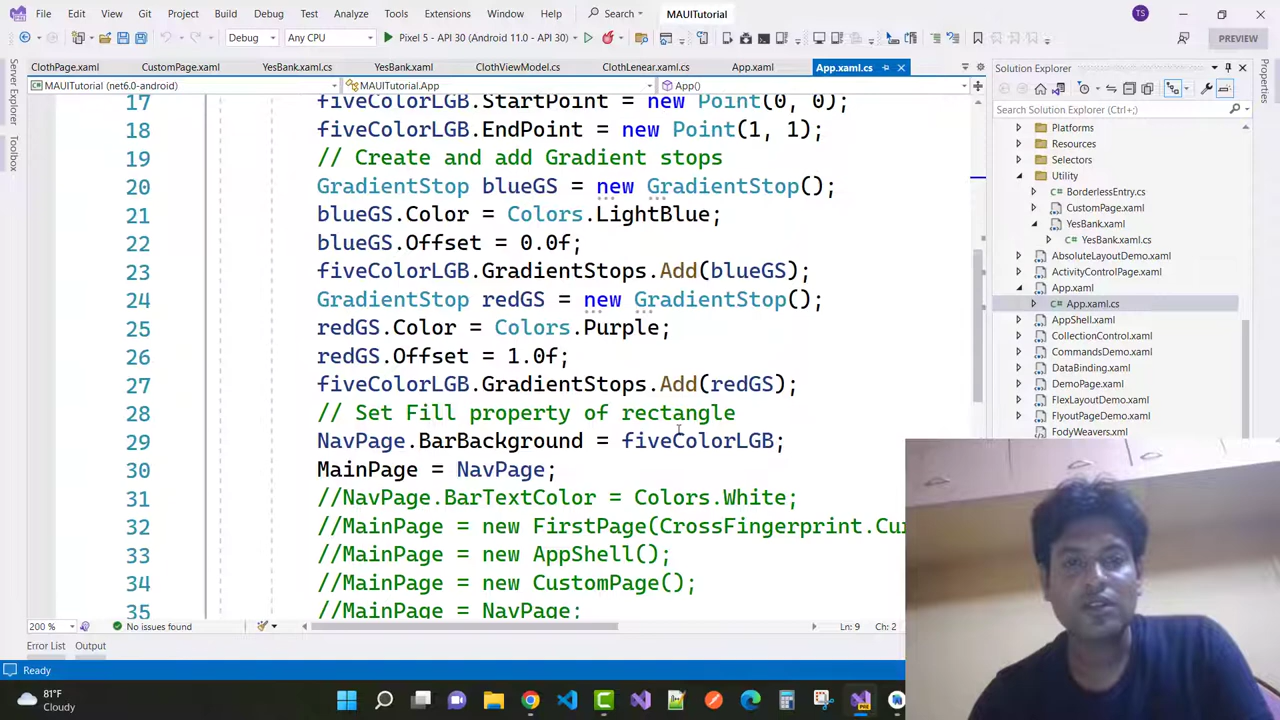 File Edit View Git Project Build Debug Test Analyze Tools Extensions Window Help Search MAUITutorial TS
Debug Any CPU Pixel 5 - API 30 (Android 11.0 - API 30) PREVIEW
ClothPage.xaml CustomPage.xaml YesBank.xaml.cs YesBank.xaml ClothViewModel.cs ClothLenear.xaml.cs App.xaml App.xaml.cs
MAUITutorial (net6.0-android) MAUITutorial.App App()
Server Explorer
Toolbox
17 fiveColorLGB.StartPoint = new Point(0, 0);
18 fiveColorLGB.EndPoint = new Point(1, 1);
19 // Create and add Gradient stops
20 GradientStop blueGS = new GradientStop();
21 blueGS.Color = Colors.LightBlue;
22 blueGS.Offset = 0.0f;
23 fiveColorLGB.GradientStops.Add(blueGS);
24 GradientStop redGS = new GradientStop();
25 redGS.Color = Colors.Purple;
26 redGS.Offset = 1.0f;
27 fiveColorLGB.GradientStops.Add(redGS);
28 // Set Fill property of rectangle
29 NavPage.BarBackground = fiveColorLGB;
30 MainPage = NavPage;
31 //NavPage.BarTextColor = Colors.White;
32 //MainPage = new FirstPage(CrossFingerprint.Cu
33 //MainPage = new AppShell();
34 //MainPage = new CustomPage();
35 //MainPage = NavPage;
200 % No issues found Ln: 9 Ch: 2
Error List Output
Ready
Solution Explorer
Search Solution Explorer (Ctrl+;)
Platforms
Resources
Selectors
Utility
BorderlessEntry.cs
CustomPage.xaml
YesBank.xaml
YesBank.xaml.cs
AbsoluteLayoutDemo.xaml
ActivityControlPage.xaml
App.xaml
App.xaml.cs
AppShell.xaml
CollectionControl.xaml
CommandsDemo.xaml
DataBinding.xaml
DemoPage.xaml
FlexLayoutDemo.xaml
FlyoutPageDemo.xaml
FodyWeavers.xml
Properties
81°F
Cloudy